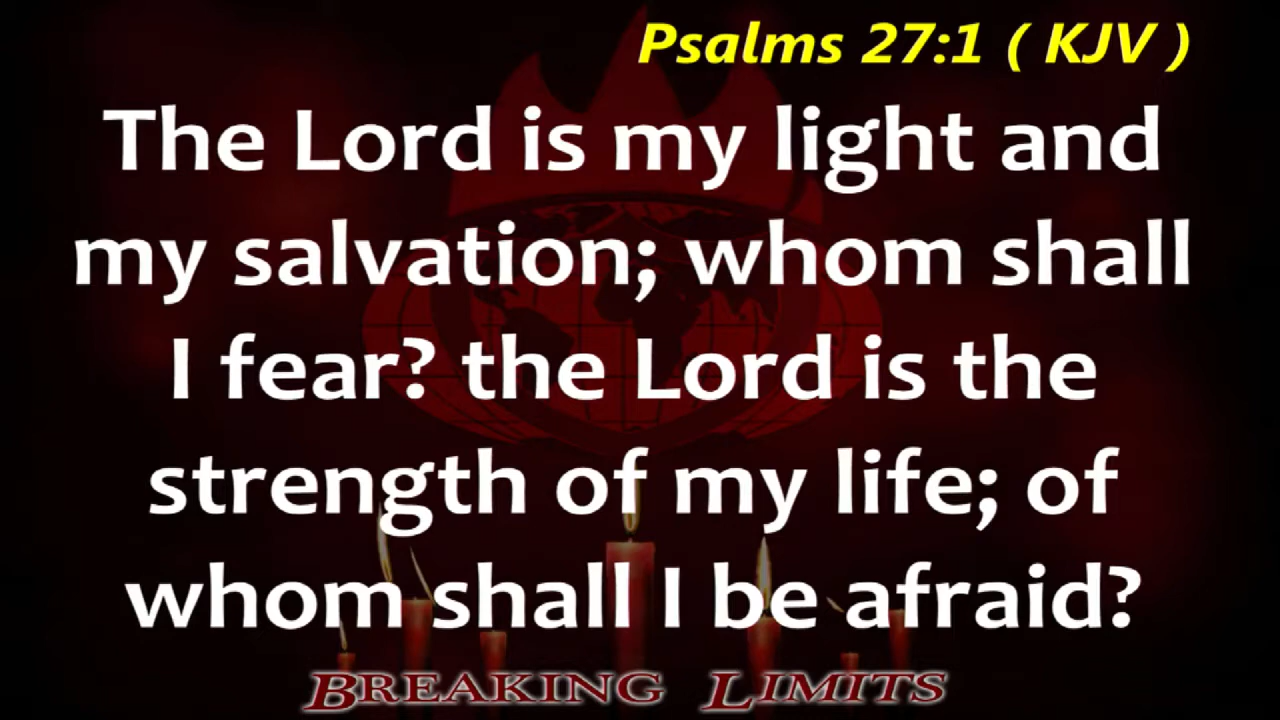 Psalms 27:1 ( KJV )
The Lord is my light and
my salvation; whom shall
I fear? the Lord is the
strength of my life; of
whom shall I be afraid?
BREAKING LIMITS